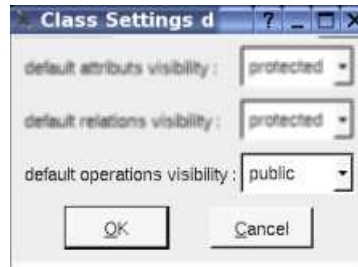 Class Settings d
default attributs visibility : protected
default relations visibility : protected
default operations visibility : public
OK
Cancel